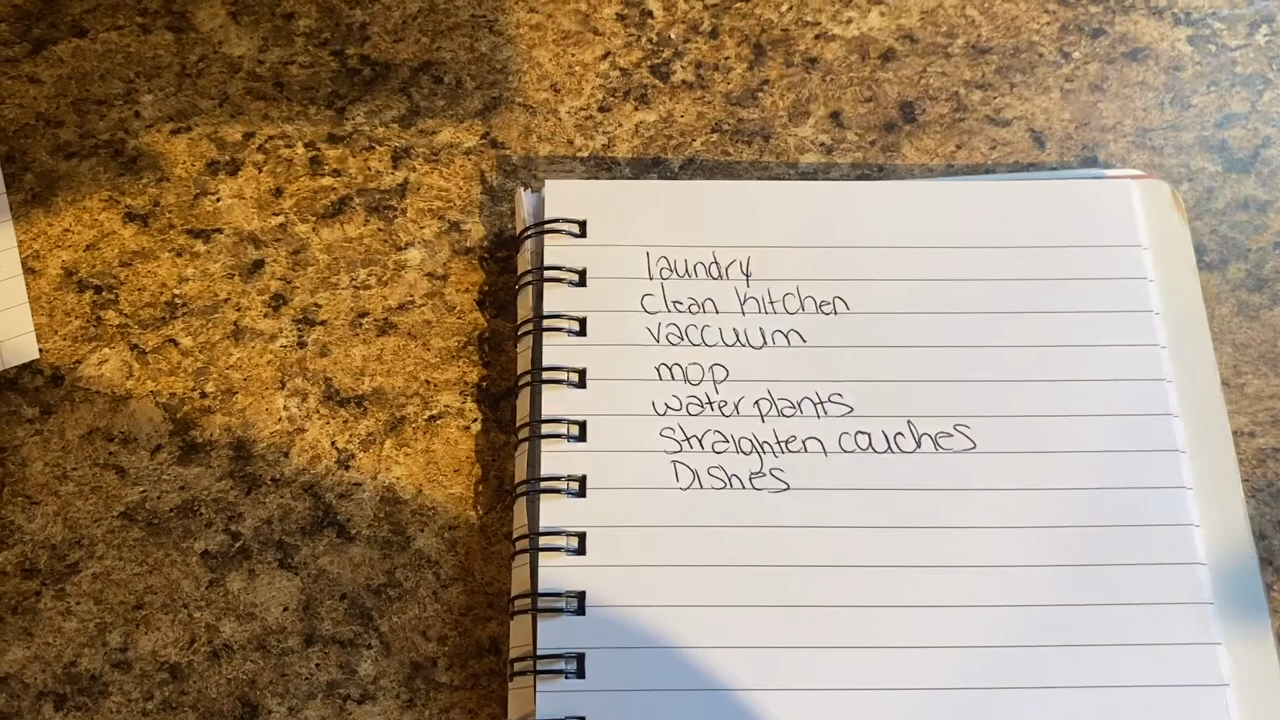 laundry
clean kitchen
vaccuum
mop
water plants
straighten couches
Dishes